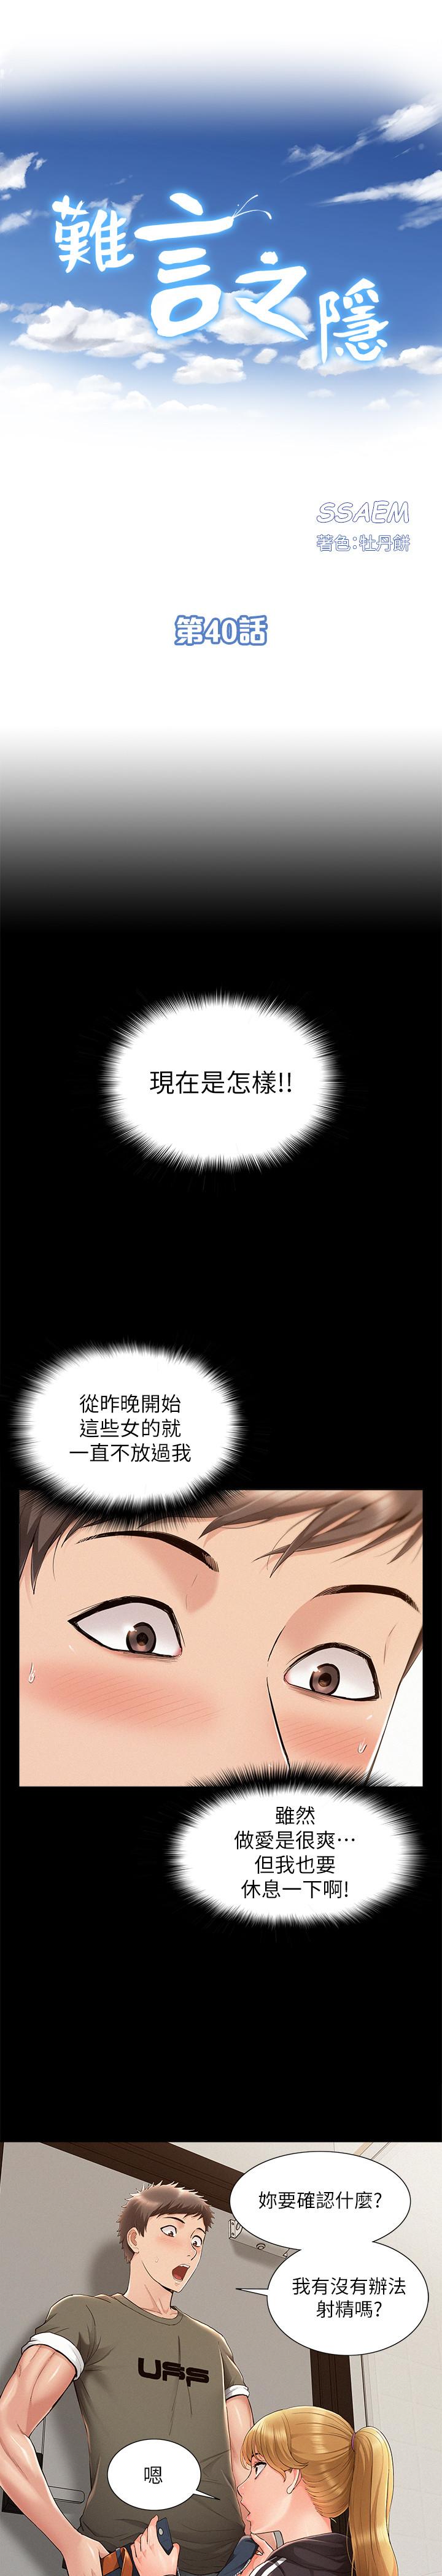 難言之隱
SSAEM
著色:牡丹餅
第40話
現在是怎樣!!
從昨晚開始
這些女的就
一直不放過我
雖然
做愛是很爽…
但我也要
休息一下啊!
妳要確認什麼?
我有沒有辦法
射精嗎?
USS
嗯